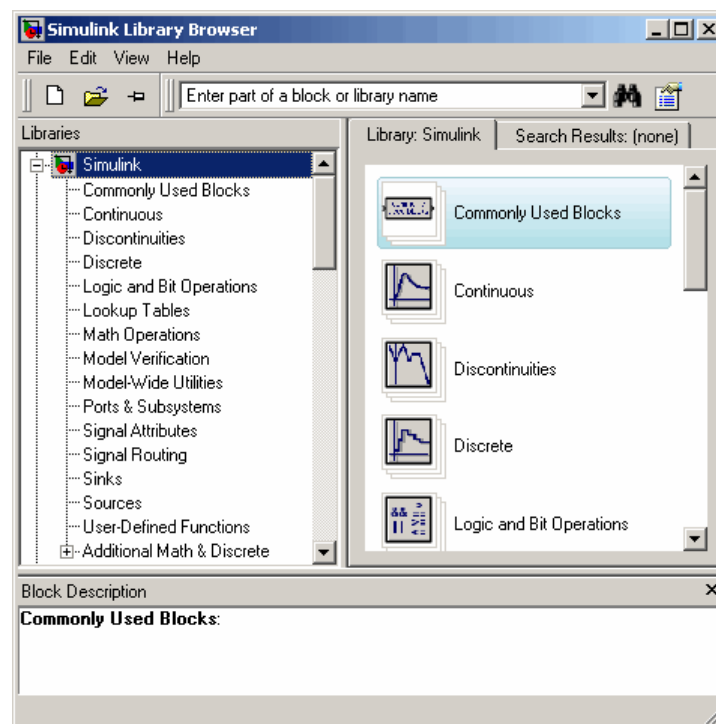 Simulink Library Browser
File Edit View Help
Enter part of a block or library name
Libraries
Simulink
Commonly Used Blocks
Continuous
Discontinuities
Discrete
Logic and Bit Operations
Lookup Tables
Math Operations
Model Verification
Model-Wide Utilities
Ports & Subsystems
Signal Attributes
Signal Routing
Sinks
Sources
User-Defined Functions
Additional Math & Discrete
Library: Simulink Search Results: (none)
Commonly Used Blocks
Continuous
Discontinuities
Discrete
Logic and Bit Operations
Block Description
Commonly Used Blocks: